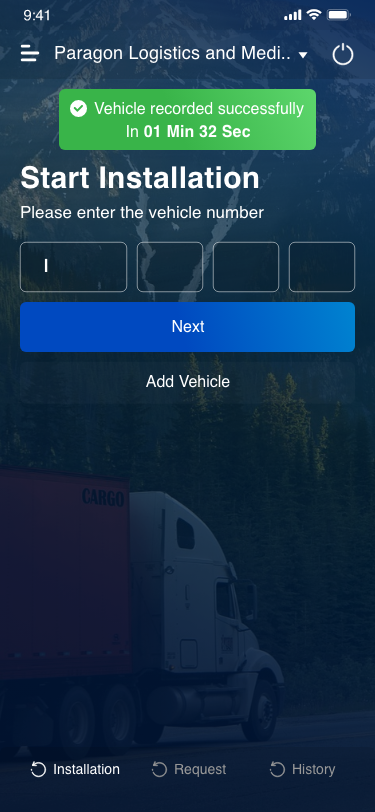 9:41
Paragon Logistics and Medi..
Vehicle recorded successfully
In 01 Min 32 Sec
Start Installation
Please enter the vehicle number
Next
Add Vehicle
CARGO
Installation
Request
History